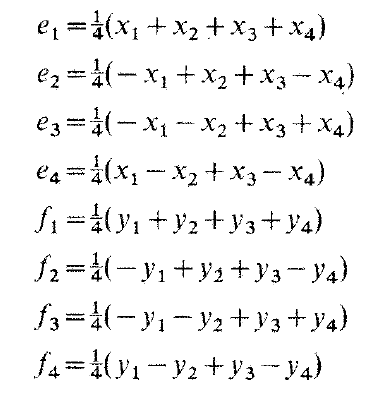 e₁ = ¼(x₁ + x₂ + x₃ + x₄)
e₂ = ¼(− x₁ + x₂ + x₃ − x₄)
e₃ = ¼(− x₁ − x₂ + x₃ + x₄)
e₄ = ¼(x₁ − x₂ + x₃ − x₄)
f₁ = ¼(y₁ + y₂ + y₃ + y₄)
f₂ = ¼(− y₁ + y₂ + y₃ − y₄)
f₃ = ¼(− y₁ − y₂ + y₃ + y₄)
f₄ = ¼(y₁ − y₂ + y₃ − y₄)